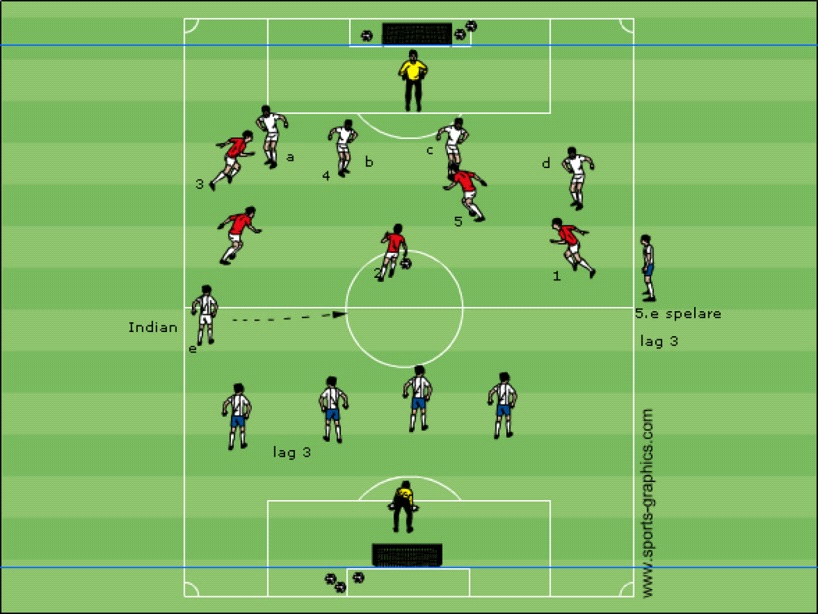 a
b
c
d
3
4
5
2
1
Indian
e
5.e spelare
lag 3
lag 3
www.sports-graphics.com